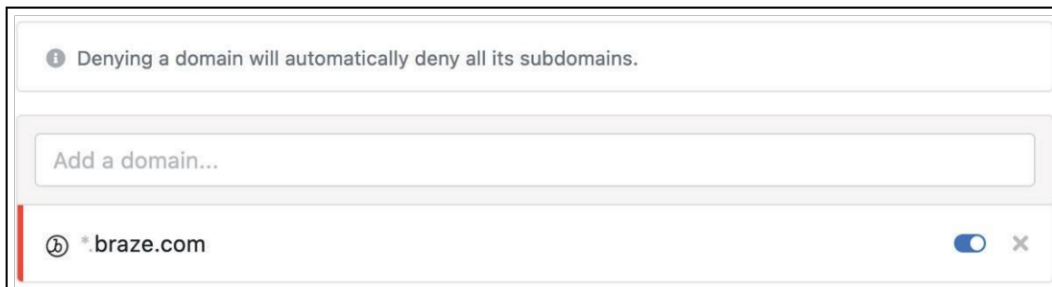 Denying a domain will automatically deny all its subdomains.
Add a domain...
*.braze.com